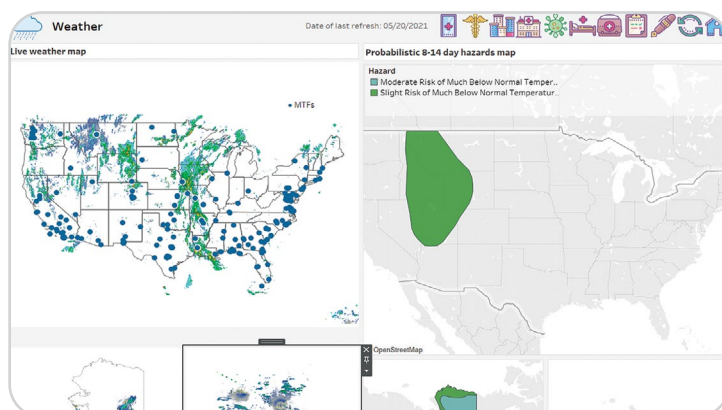 Weather
Date of last refresh: 05/20/2021
Live weather map
MTFs
Probabilistic 8-14 day hazards map
Hazard
Moderate Risk of Much Below Normal Temper..
Slight Risk of Much Below Normal Temperatur..
OpenStreetMap